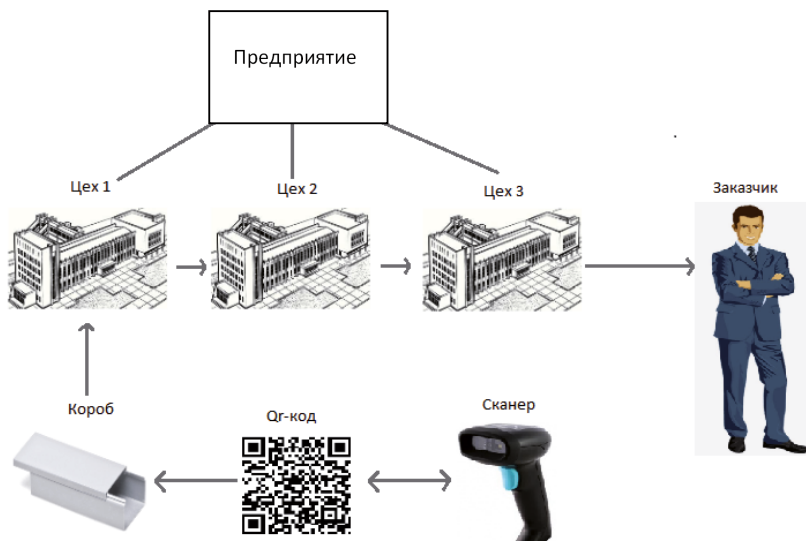 Предприятие
Цех 1
Цех 2
Цех 3
Заказчик
Короб
Qr-код
Сканер